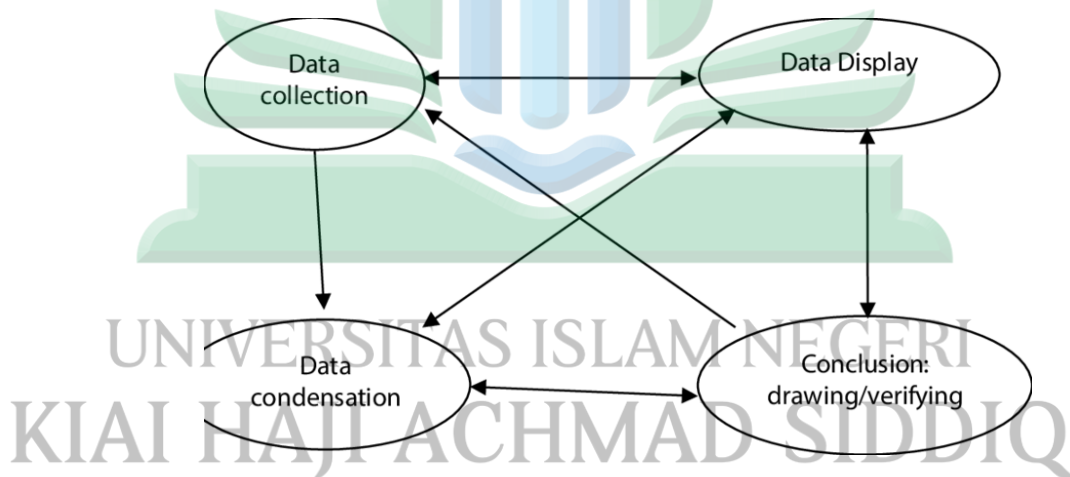 Data
collection
Data Display
UNIVERSITAS ISLAM NEGERI
Data
condensation
Conclusion:
drawing/verifying
KIAI HAJI ACHMAD SIDDIQ